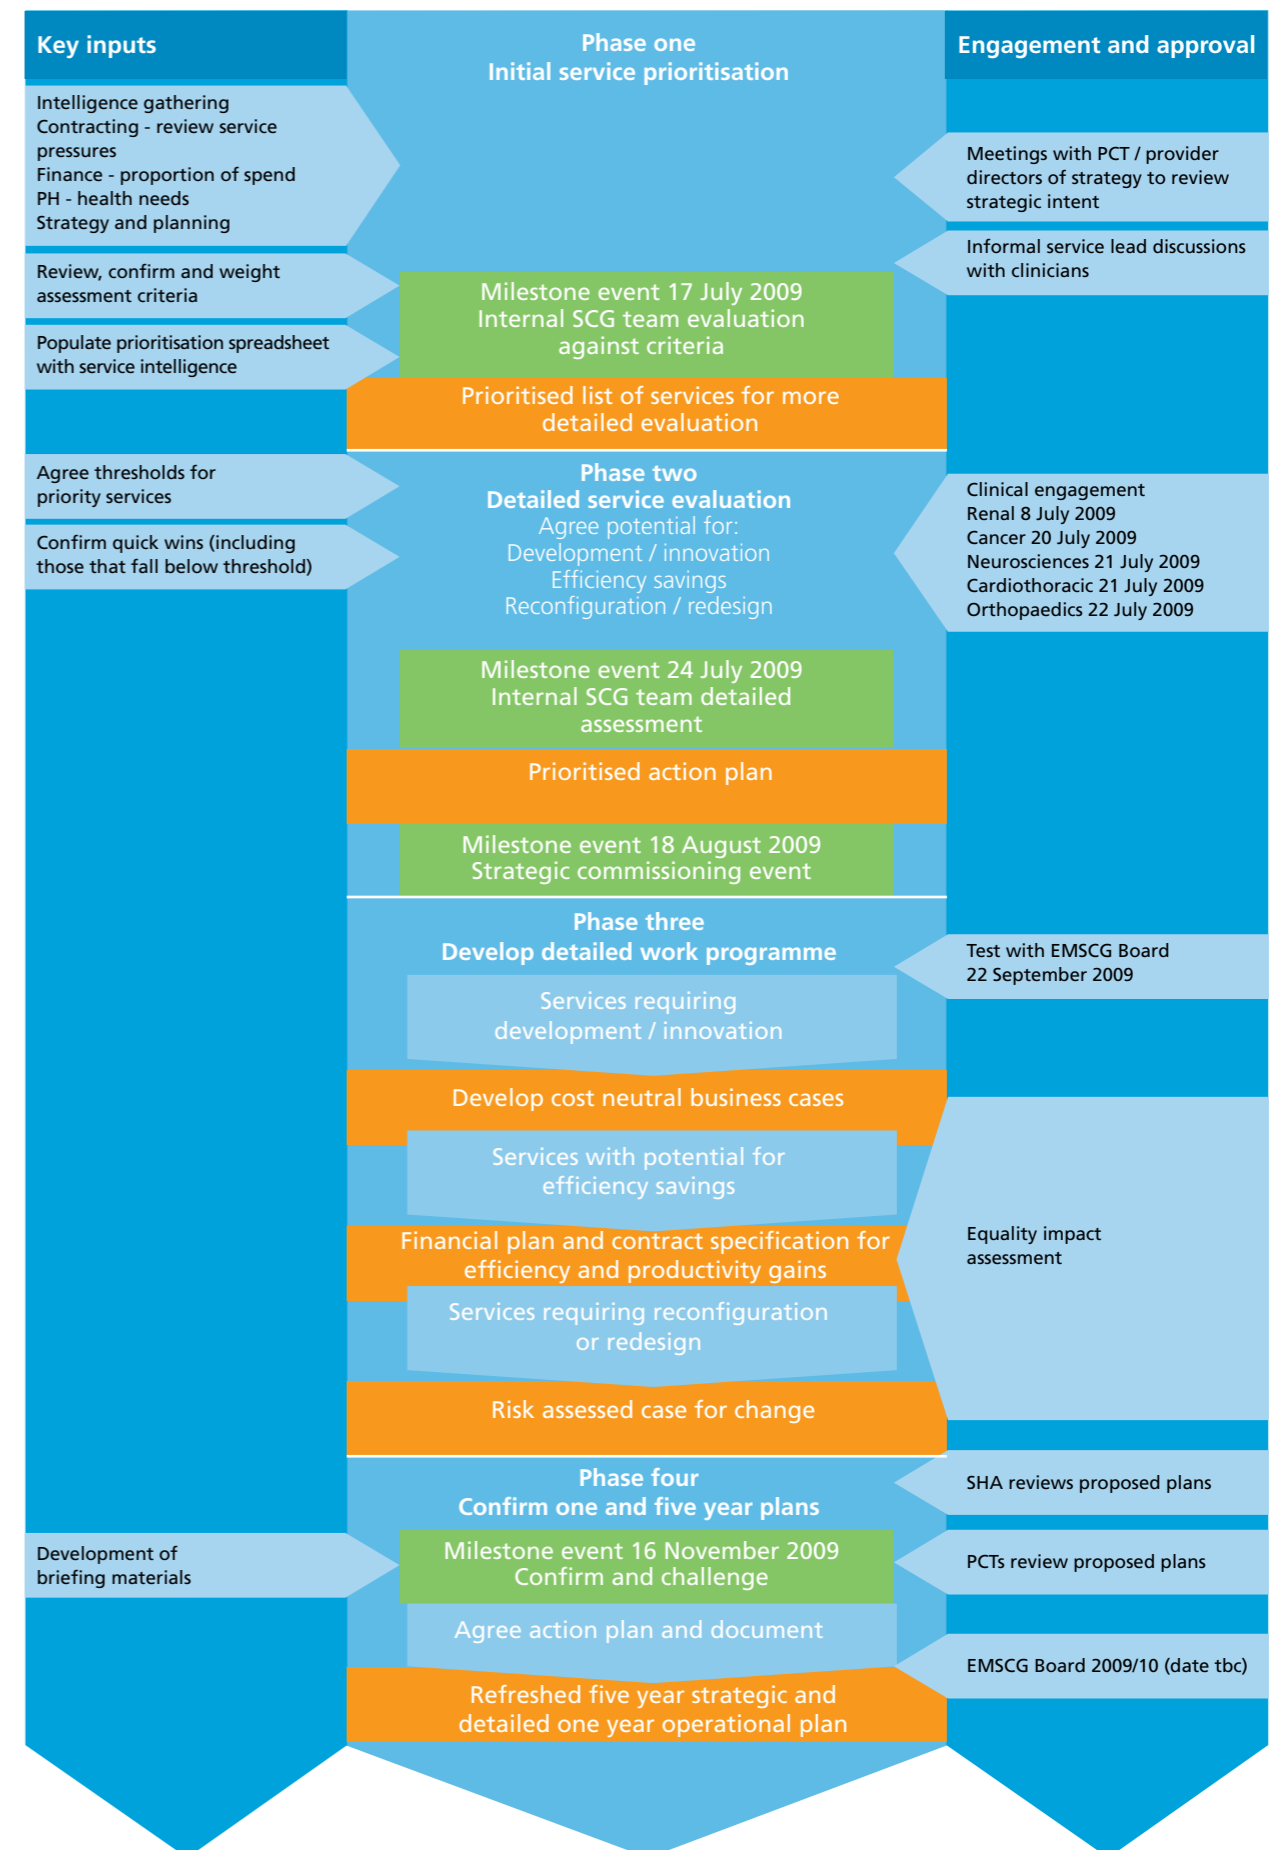 Key inputs
Phase one
Initial service prioritisation
Engagement and approval
Intelligence gathering
Contracting - review service
pressures
Finance - proportion of spend
PH - health needs
Strategy and planning
Meetings with PCT / provider
directors of strategy to review
strategic intent
Informal service lead discussions
with clinicians
Review, confirm and weight
assessment criteria
Populate prioritisation spreadsheet
with service intelligence
Milestone event 17 July 2009
Internal SCG team evaluation
against criteria
Prioritised list of services for more
detailed evaluation
Agree thresholds for
priority services
Confirm quick wins (including
those that fall below threshold)
Phase two
Detailed service evaluation
Agree potential for:
Development / innovation
Efficiency savings
Reconfiguration / redesign
Clinical engagement
Renal 8 July 2009
Cancer 20 July 2009
Neurosciences 21 July 2009
Cardiothoracic 21 July 2009
Orthopaedics 22 July 2009
Milestone event 24 July 2009
Internal SCG team detailed
assessment
Prioritised action plan
Milestone event 18 August 2009
Strategic commissioning event
Phase three
Develop detailed work programme
Test with EMSCG Board
22 September 2009
Services requiring
development / innovation
Develop cost neutral business cases
Services with potential for
efficiency savings
Financial plan and contract specification for
efficiency and productivity gains
Equality impact
assessment
Services requiring reconfiguration
or redesign
Risk assessed case for change
Phase four
Confirm one and five year plans
SHA reviews proposed plans
Development of
briefing materials
Milestone event 16 November 2009
Confirm and challenge
PCTs review proposed plans
Agree action plan and document
EMSCG Board 2009/10 (date tbc)
Refreshed five year strategic and
detailed one year operational plan